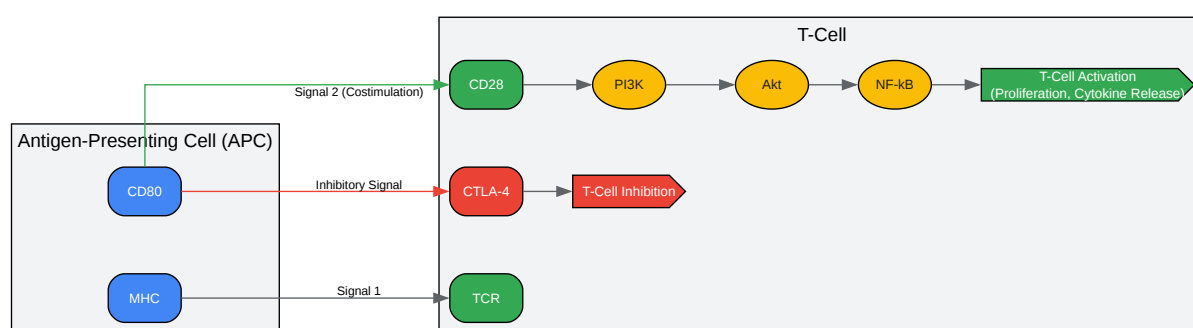 T-Cell
CD28
PI3K
Akt
NF-kB
T-Cell Activation
(Proliferation, Cytokine Release)
Signal 2 (Costimulation)
Antigen-Presenting Cell (APC)
CD80
Inhibitory Signal
CTLA-4
T-Cell Inhibition
MHC
Signal 1
TCR